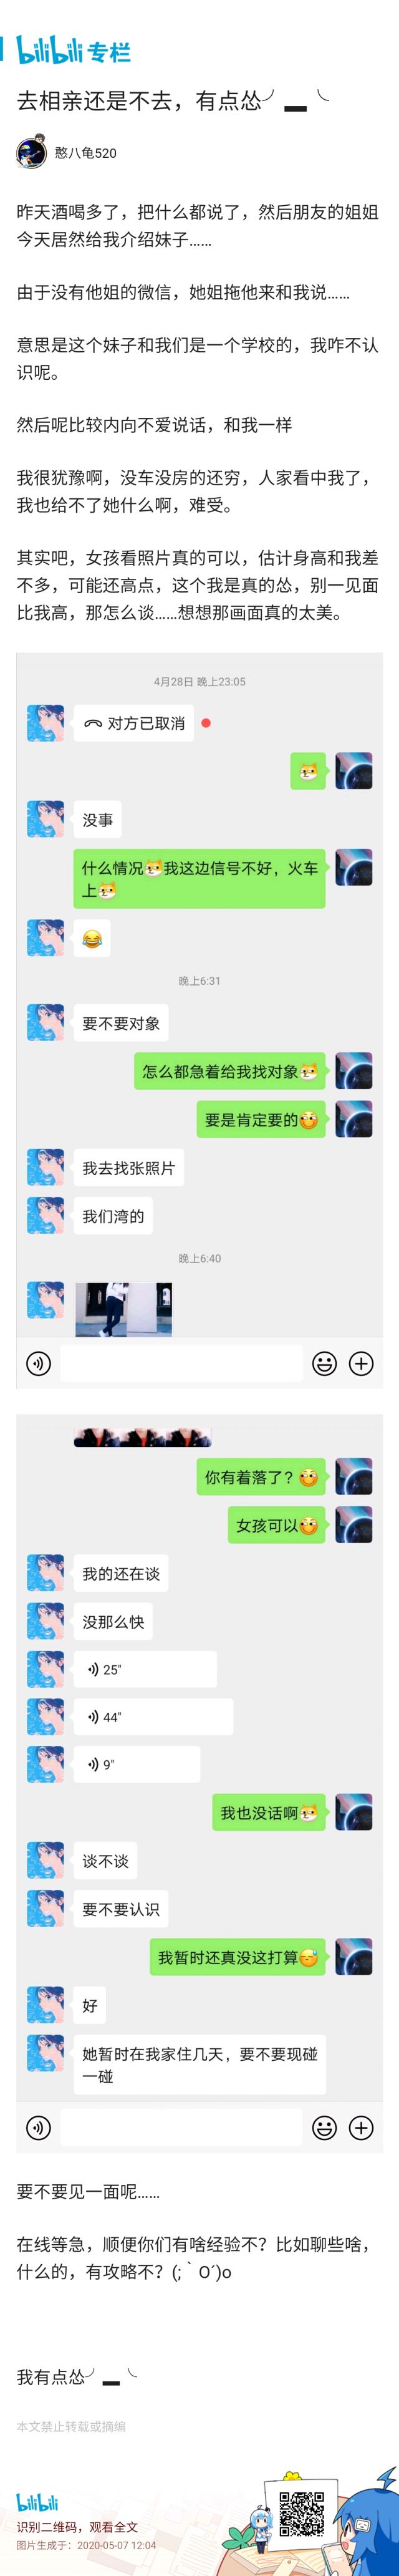 bilibili 专栏
去相亲还是不去，有点怂╯▂╰
憨八龟520
昨天酒喝多了，把什么都说了，然后朋友的姐姐
今天居然给我介绍妹子……
由于没有他姐的微信，她姐拖他来和我说……
意思是这个妹子和我们是一个学校的，我咋不认
识呢。
然后呢比较内向不爱说话，和我一样
我很犹豫啊，没车没房的还穷，人家看中我了，
我也给不了她什么啊，难受。
其实吧，女孩看照片真的可以，估计身高和我差
不多，可能还高点，这个我是真的怂，别一见面
比我高，那怎么谈……想想那画面真的太美。
4月28日 晚上23:05
对方已取消
没事
什么情况我这边信号不好，火车
上
晚上6:31
要不要对象
怎么都急着给我找对象
要是肯定要的
我去找张照片
我们湾的
晚上6:40
你有着落了？
女孩可以
我的还在谈
没那么快
25"
44"
9"
我也没话啊
谈不谈
要不要认识
我暂时还真没这打算
好
她暂时在我家住几天，要不要现碰
一碰
要不要见一面呢……
在线等急，顺便你们有啥经验不？比如聊些啥，
什么的，有攻略不？(;｀O´)o
我有点怂╯▂╰
本文禁止转载或摘编
bilibili
识别二维码，观看全文
图片生成于：2020-05-07 12:04